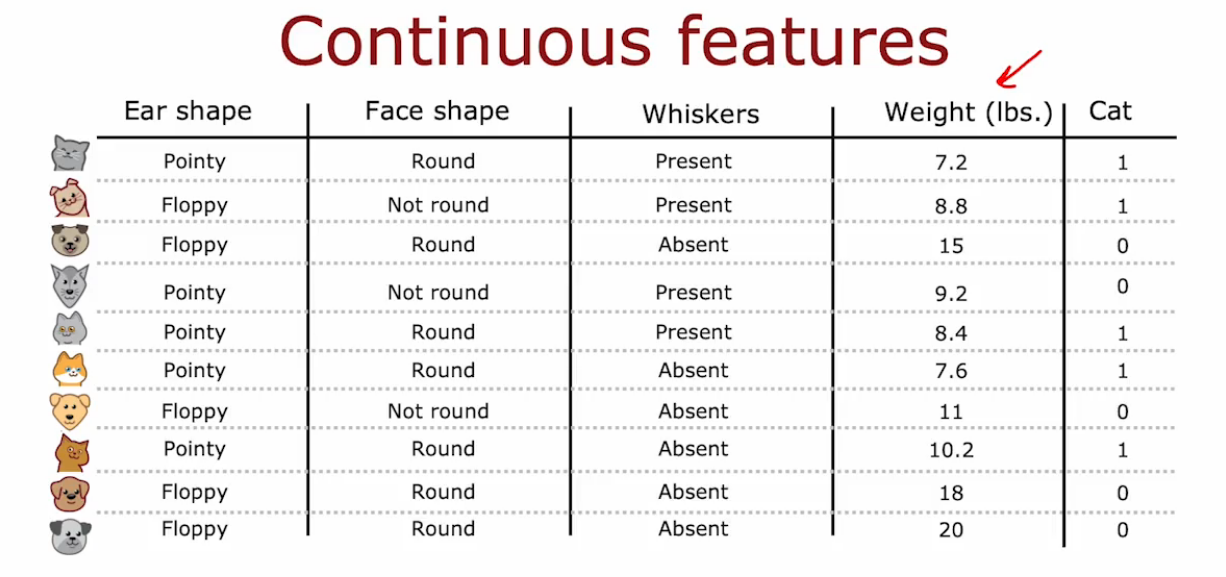 Continuous features
Ear shape Face shape Whiskers Weight (lbs.) Cat
Pointy Round Present 7.2 1
Floppy Not round Present 8.8 1
Floppy Round Absent 15 0
Pointy Not round Present 9.2 0
Pointy Round Present 8.4 1
Pointy Round Absent 7.6 1
Floppy Not round Absent 11 0
Pointy Round Absent 10.2 1
Floppy Round Absent 18 0
Floppy Round Absent 20 0